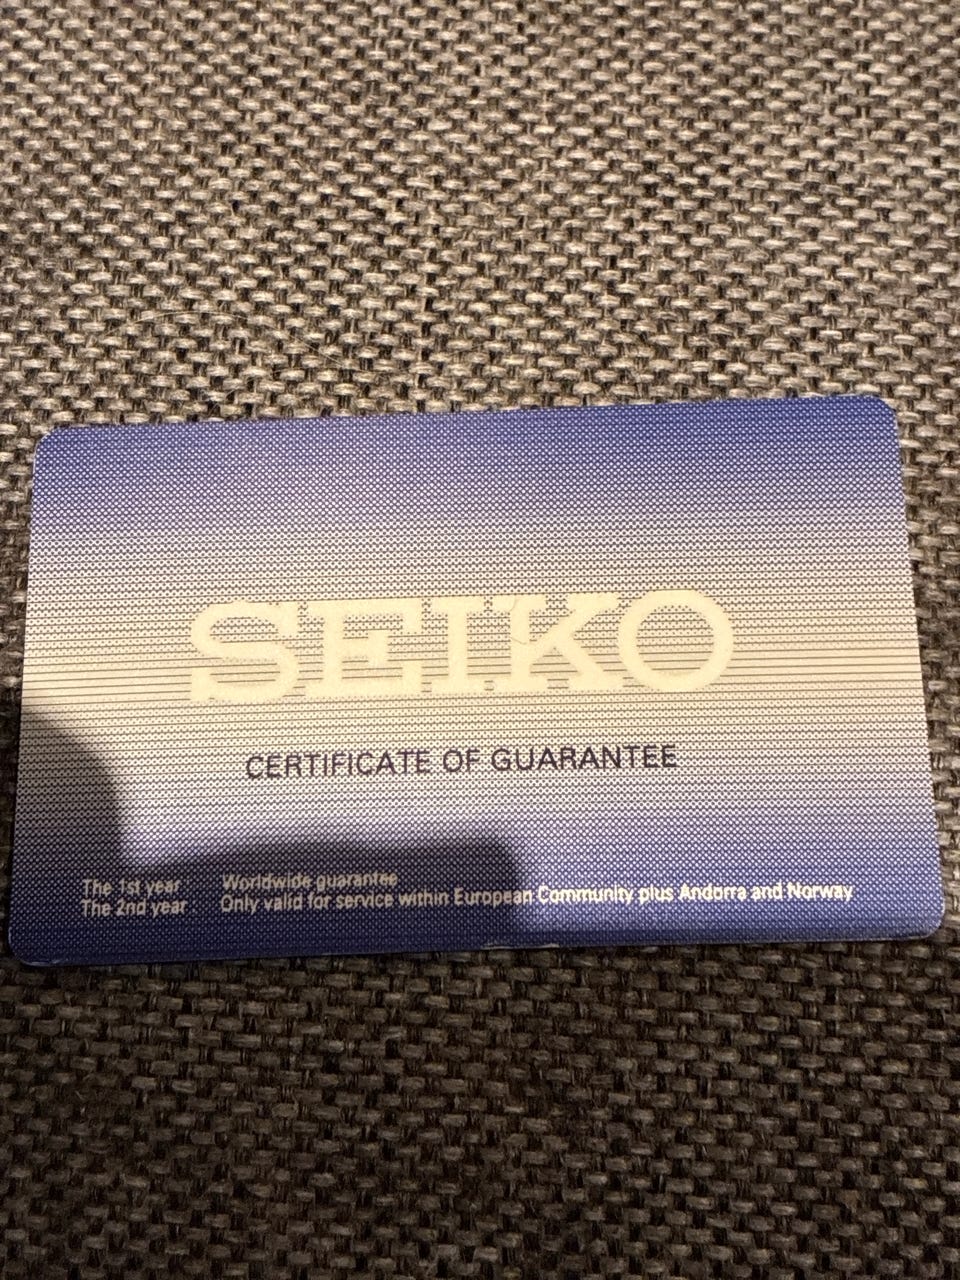 SEIKO
CERTIFICATE OF GUARANTEE
The 1st year : Worldwide guarantee
The 2nd year : Only valid for service within European Community plus Andorra and Norway